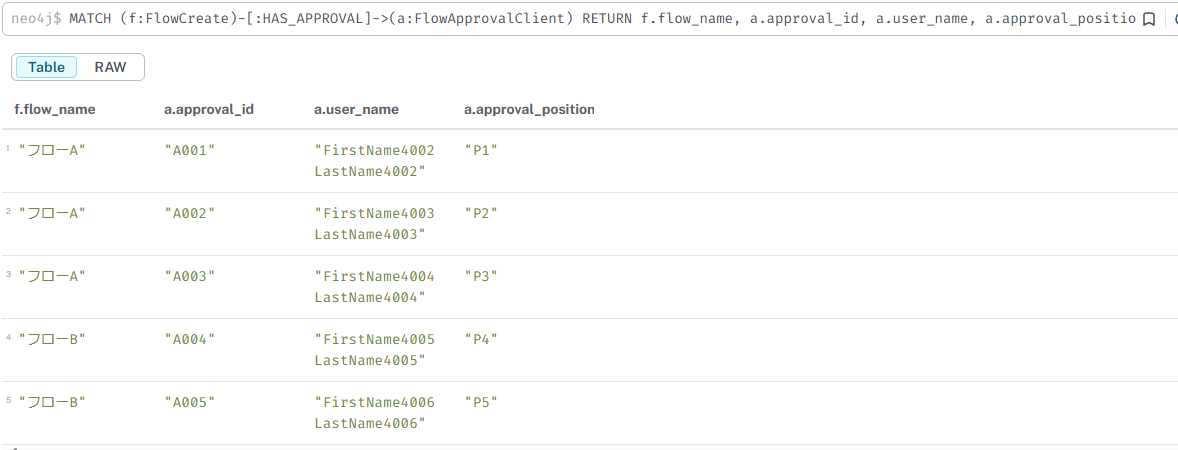 neo4j$ MATCH (f:FlowCreate)-[:HAS_APPROVAL]->(a:FlowApprovalClient) RETURN f.flow_name, a.approval_id, a.user_name, a.approval_positio
Table RAW
f.flow_name a.approval_id a.user_name a.approval_position
1 "フローA" "A001" "FirstName4002 "P1"
LastName4002"
2 "フローA" "A002" "FirstName4003 "P2"
LastName4003"
3 "フローA" "A003" "FirstName4004 "P3"
LastName4004"
4 "フローB" "A004" "FirstName4005 "P4"
LastName4005"
5 "フローB" "A005" "FirstName4006 "P5"
LastName4006"